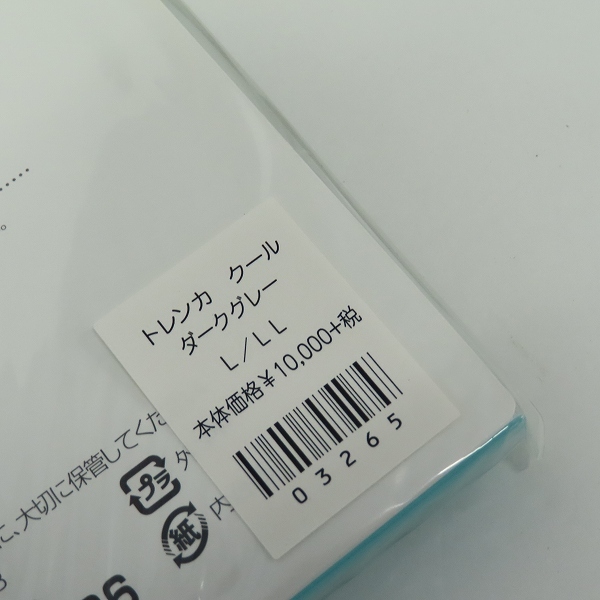 トレンカ クール
ダークグレー
L/LL
本体価格¥10,000+税
03265
に、大切に保管してくだ
プラ
紙
内